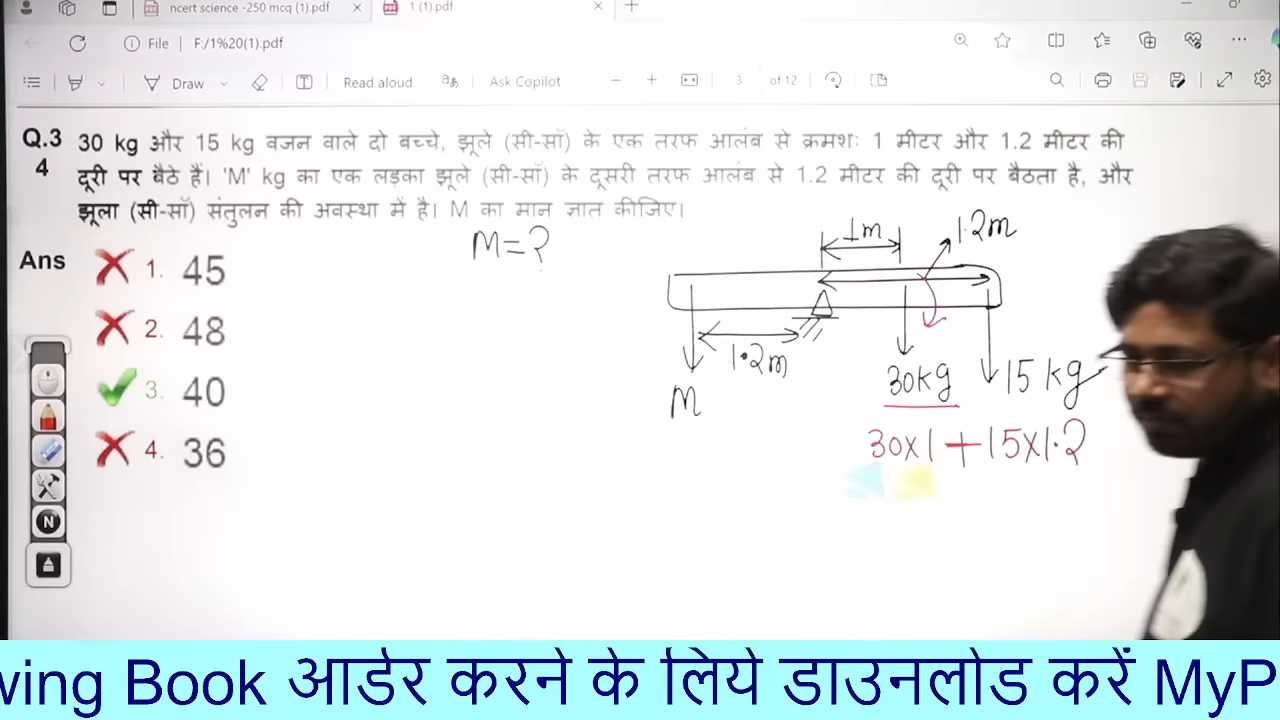 ncert science -250 mcq (1).pdf
1 (1).pdf
File | F:/1%20(1).pdf
Draw
Read aloud
Ask Copilot
3 of 12
Q.34 30 kg और 15 kg वजन वाले दो बच्चे, झूले (सी-सॉ) के एक तरफ आलंब से क्रमशः 1 मीटर और 1.2 मीटर की
दूरी पर बैठे हैं। 'M' kg का एक लड़का झूले (सी-सॉ) के दूसरी तरफ आलंब से 1.2 मीटर की दूरी पर बैठता है, और
झूला (सी-सॉ) संतुलन की अवस्था में है। M का मान ज्ञात कीजिए।
M=?
Ans
1. 45
2. 48
3. 40
4. 36
1m
1.2m
1.2m
M
30kg
15 kg
30x1+15x1.2
N
wing Book आर्डर करने के लिये डाउनलोड करें MyP